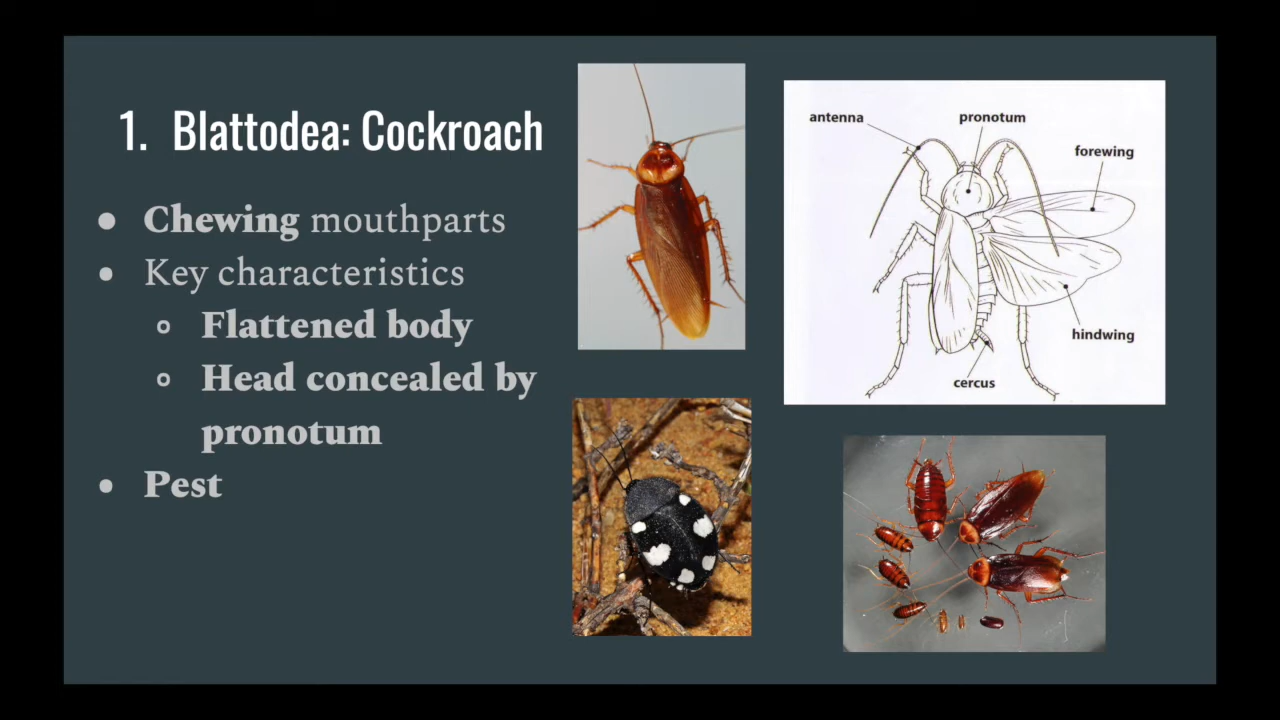 1. Blattodea: Cockroach
● Chewing mouthparts
● Key characteristics
○ Flattened body
○ Head concealed by
pronotum
● Pest
antenna
pronotum
forewing
hindwing
cercus